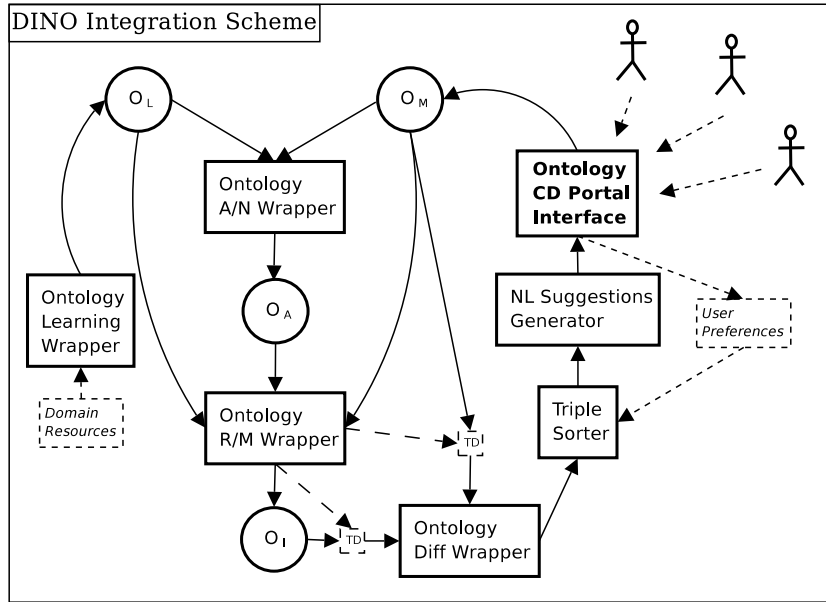 DINO Integration Scheme
O L
O M
Ontology
A/N Wrapper
Ontology
CD Portal
Interface
Ontology
Learning
Wrapper
O A
NL Suggestions
Generator
User
Preferences
Domain
Resources
Ontology
R/M Wrapper
Triple
Sorter
TD
O I
TD
Ontology
Diff Wrapper